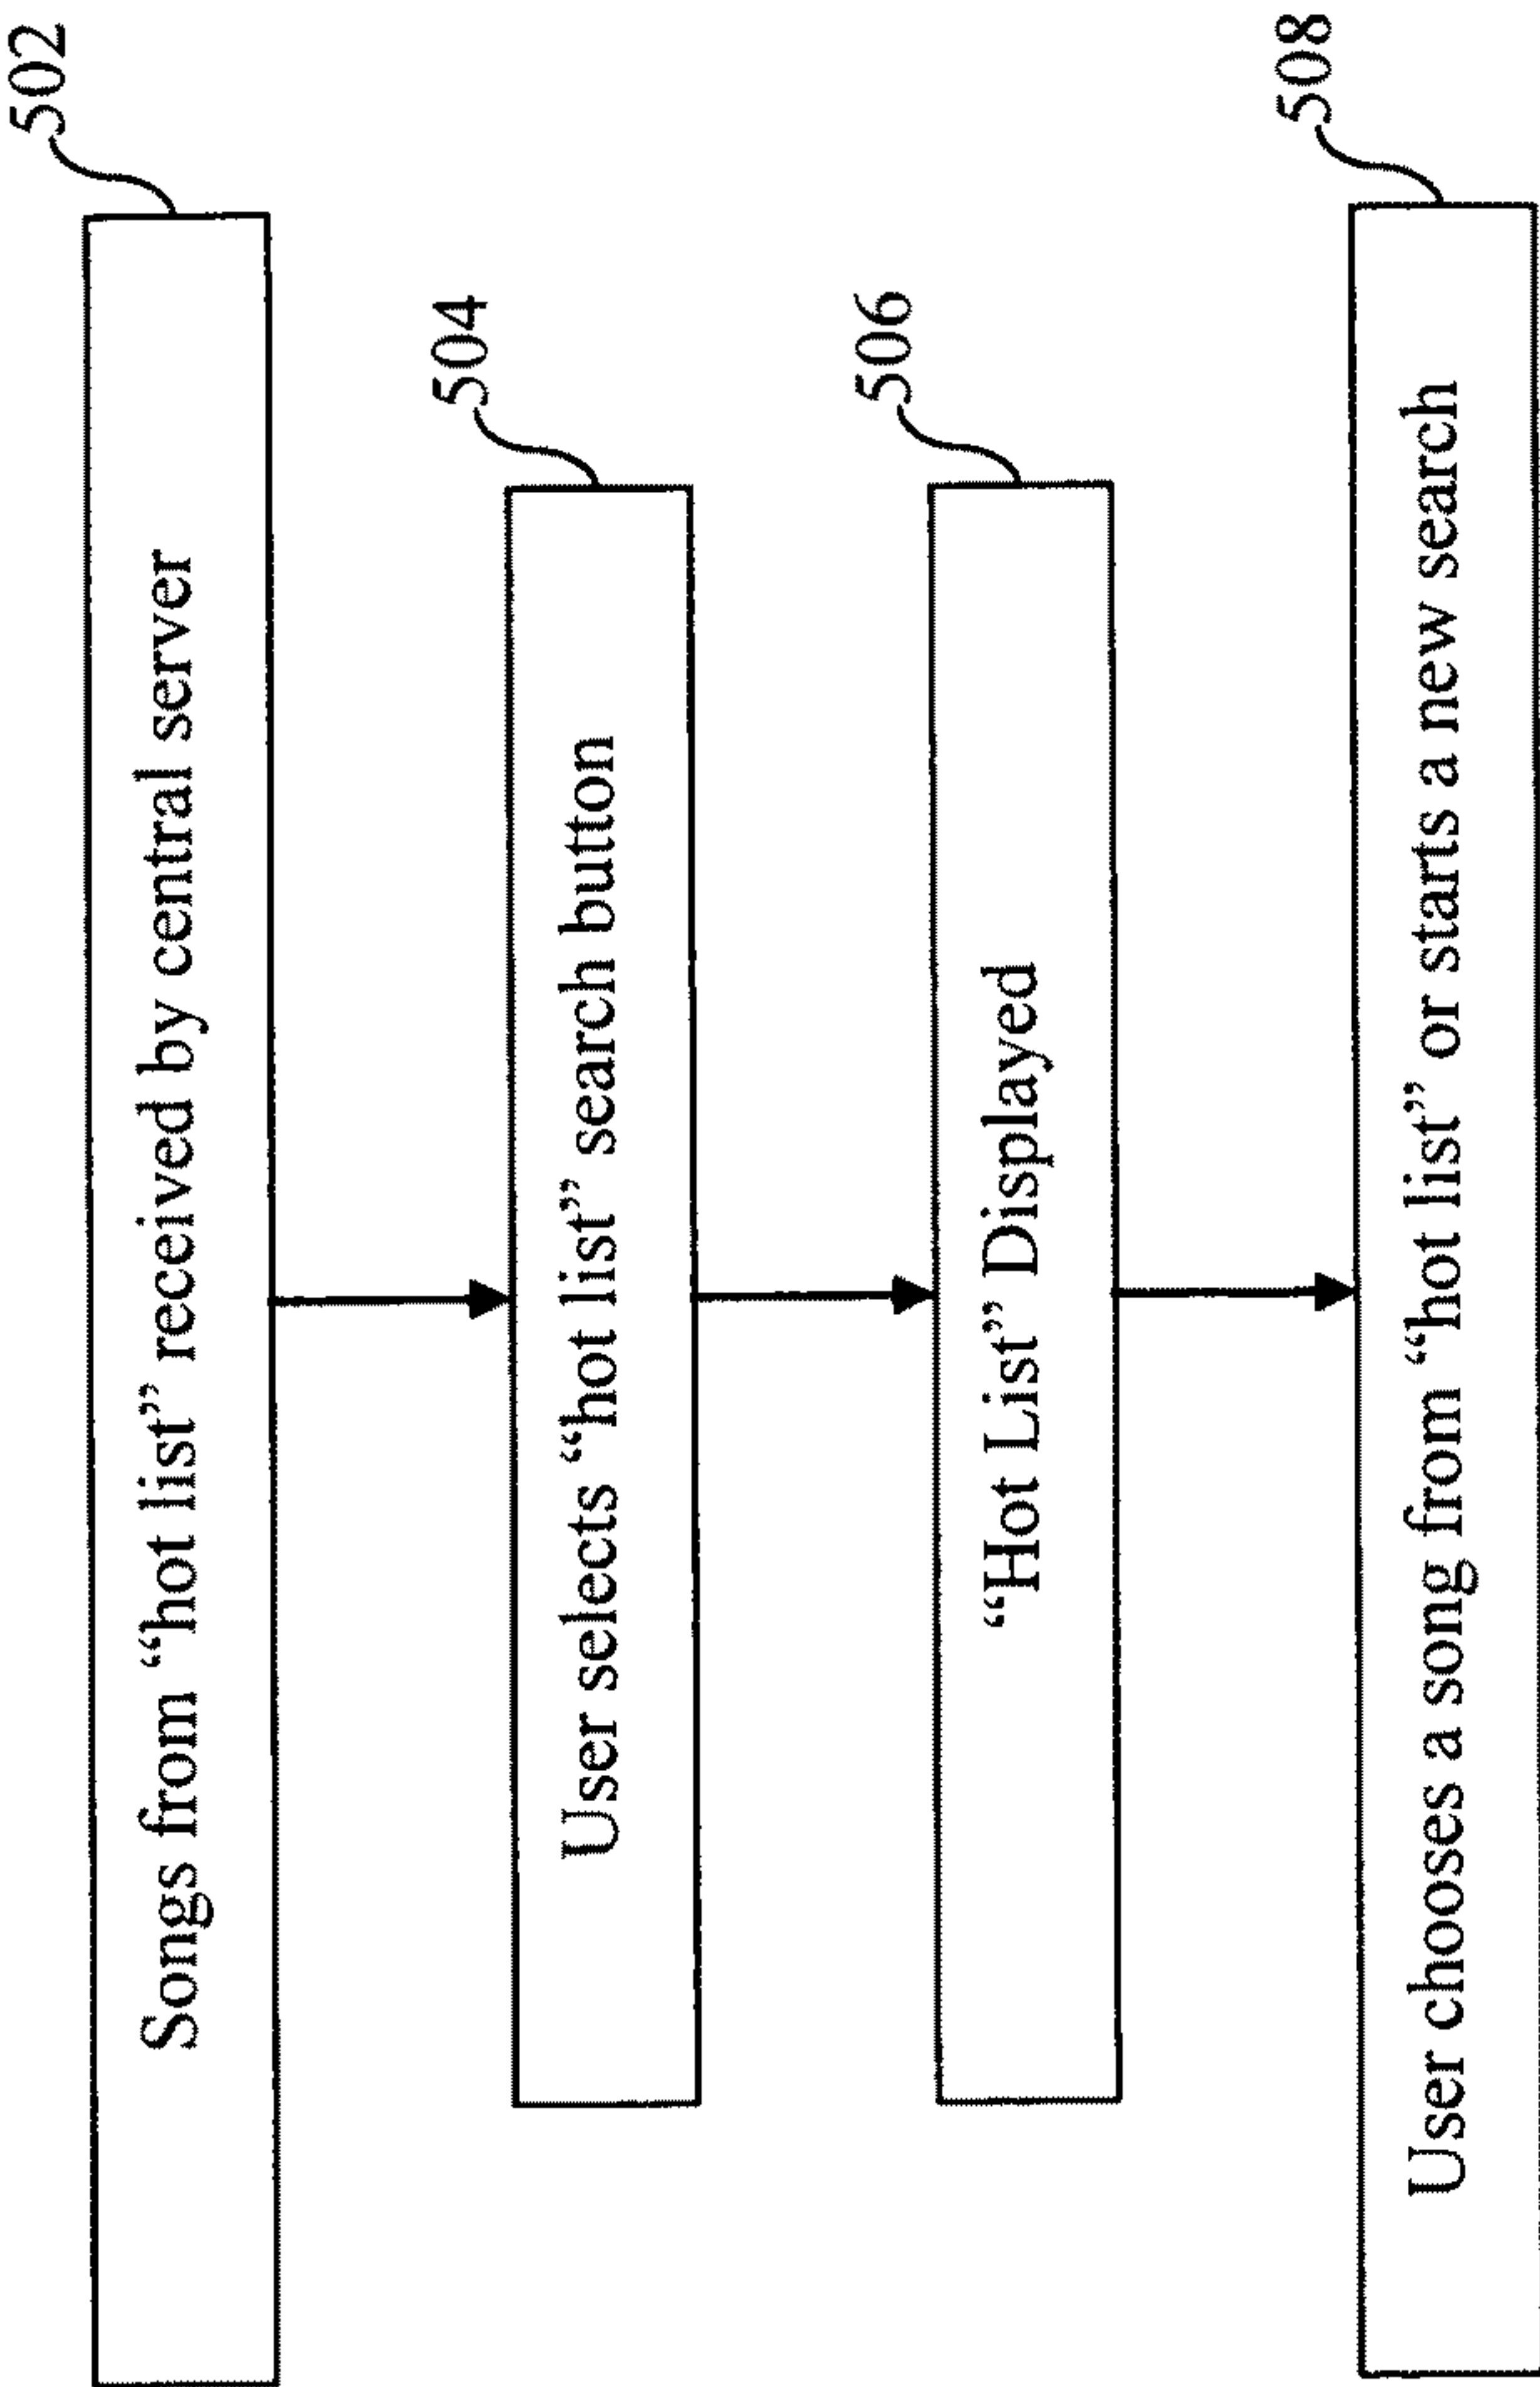 502
Songs from “hot list” received by central server
504
User selects “hot list” search button
506
“Hot List” Displayed
508
User chooses a song from “hot list” or starts a new search